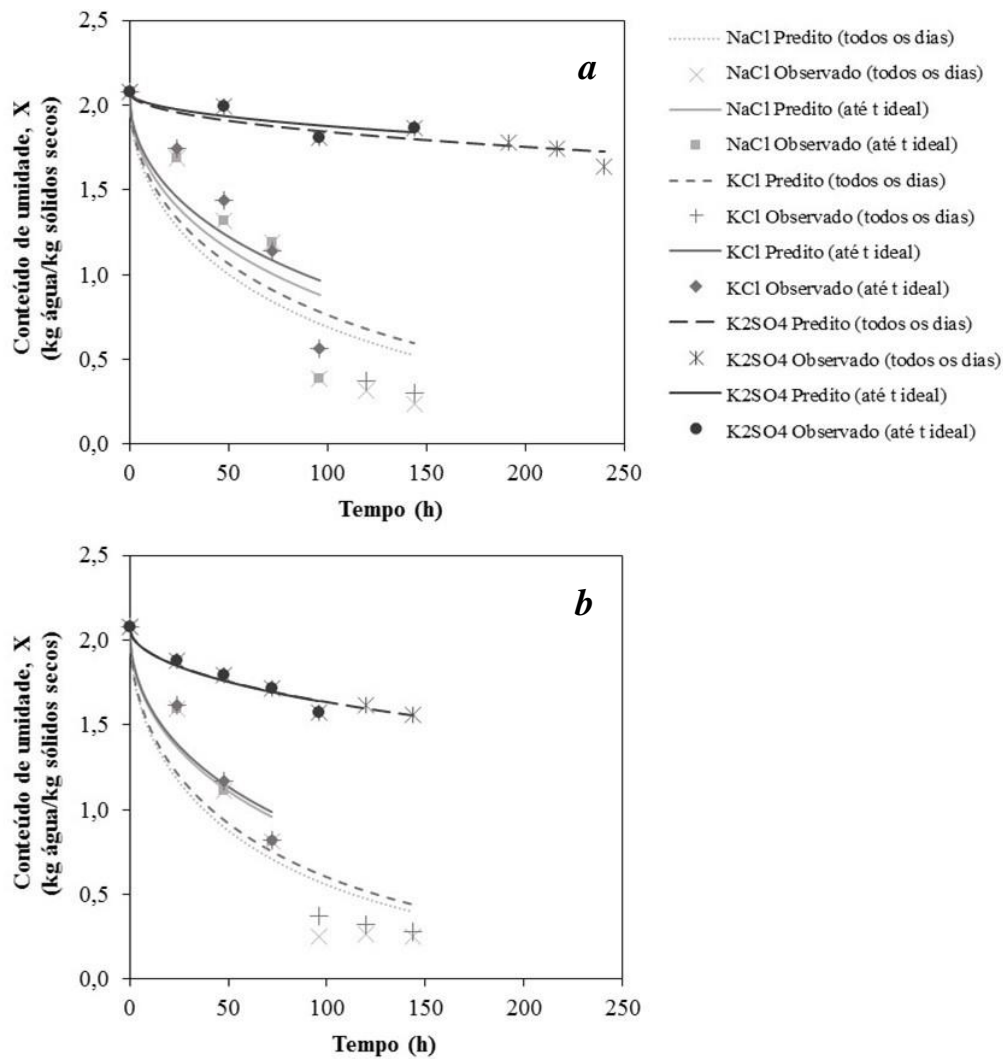 2,5
2,0
1,5
1,0
0,5
0,0
0
50
100
150
200
250
Conteúdo de umidade, X
(kg água/kg sólidos secos)
Tempo (h)
a
NaCl Predito (todos os dias)
NaCl Observado (todos os dias)
NaCl Predito (até t ideal)
NaCl Observado (até t ideal)
KCl Predito (todos os dias)
KCl Observado (todos os dias)
KCl Predito (até t ideal)
KCl Observado (até t ideal)
K2SO4 Predito (todos os dias)
K2SO4 Observado (todos os dias)
K2SO4 Predito (até t ideal)
K2SO4 Observado (até t ideal)
2,5
2,0
1,5
1,0
0,5
0,0
0
50
100
150
200
250
Conteúdo de umidade, X
(kg água/kg sólidos secos)
Tempo (h)
b